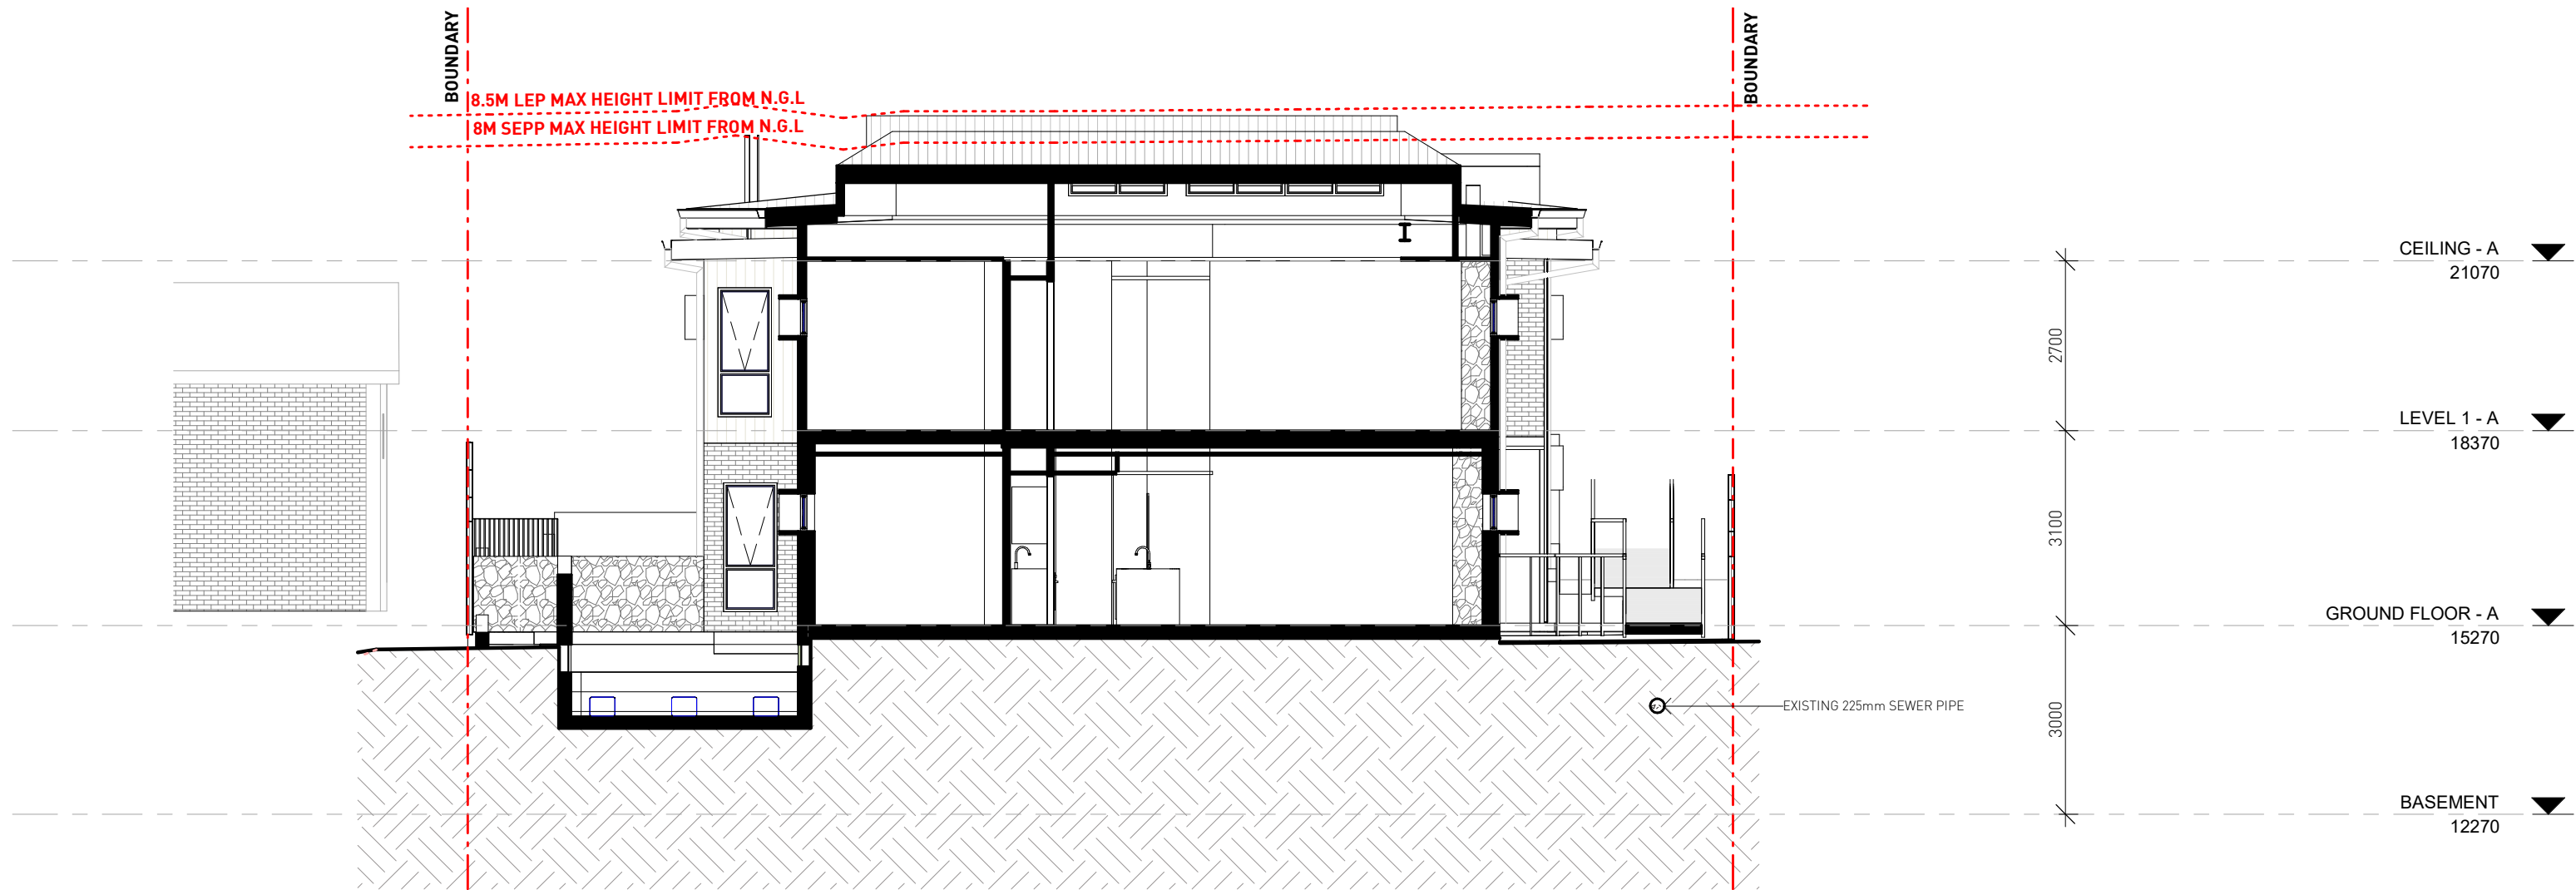 BOUNDARY
BOUNDARY
8.5M LEP MAX HEIGHT LIMIT FROM N.G.L
8M SEPP MAX HEIGHT LIMIT FROM N.G.L
CEILING - A
21070
2700
LEVEL 1 - A
18370
3100
GROUND FLOOR - A
15270
EXISTING 225mm SEWER PIPE
3000
BASEMENT
12270